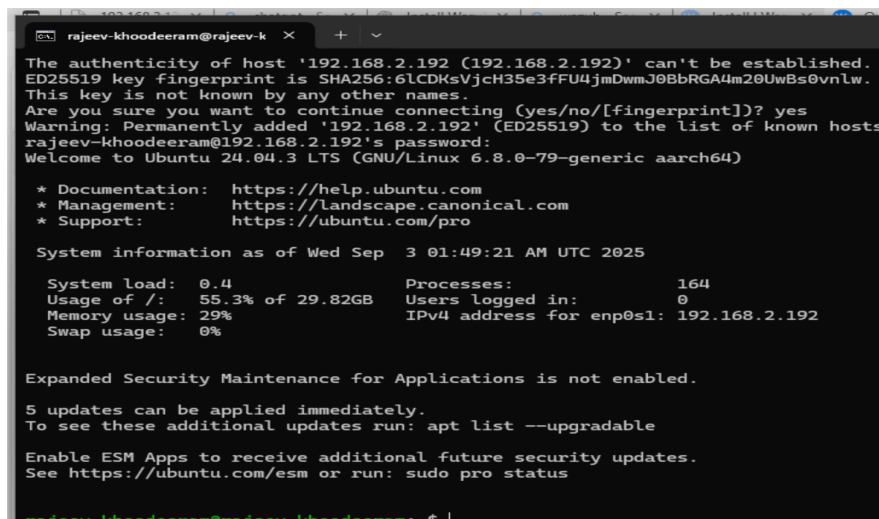 rajeev-khoodeeram@rajeev-k
The authenticity of host '192.168.2.192 (192.168.2.192)' can't be established.
ED25519 key fingerprint is SHA256:6lCDKsVjcH35e3fFU4jmDwmJ0BbRGA4m20UwBs0vnlw.
This key is not known by any other names.
Are you sure you want to continue connecting (yes/no/[fingerprint])? yes
Warning: Permanently added '192.168.2.192' (ED25519) to the list of known hosts
rajeev-khoodeeram@192.168.2.192's password:
Welcome to Ubuntu 24.04.3 LTS (GNU/Linux 6.8.0-79-generic aarch64)
* Documentation: https://help.ubuntu.com
* Management: https://landscape.canonical.com
* Support: https://ubuntu.com/pro
System information as of Wed Sep 3 01:49:21 AM UTC 2025
System load: 0.4 Processes: 164
Usage of /: 55.3% of 29.82GB Users logged in: 0
Memory usage: 29% IPv4 address for enp0s1: 192.168.2.192
Swap usage: 0%
Expanded Security Maintenance for Applications is not enabled.
5 updates can be applied immediately.
To see these additional updates run: apt list --upgradable
Enable ESM Apps to receive additional future security updates.
See https://ubuntu.com/esm or run: sudo pro status